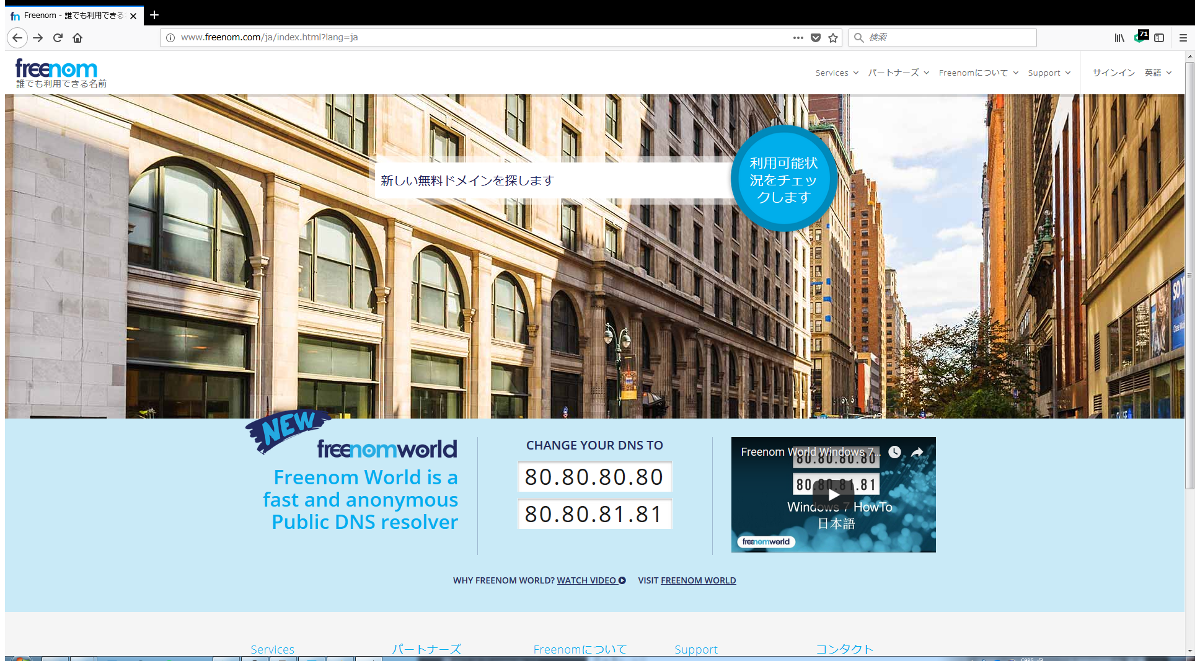 Freenom - 誰でも利用できる
www.freenom.com/ja/index.html?lang=ja
検索
71
freenom
誰でも利用できる名前
Services パートナーズ Freenomについて Support サインイン 英語
新しい無料ドメインを探します
利用可能状
況をチェッ
クします
NEW
freenomworld
Freenom World is a
fast and anonymous
Public DNS resolver
CHANGE YOUR DNS TO
80.80.80.80
80.80.81.81
Freenom World Windows 7...
80.80.80.80
80.80.81.81
Windows 7 HowTo
日本語
freenomworld
WHY FREENOM WORLD? WATCH VIDEO VISIT FREENOM WORLD
Services パートナーズ Freenomについて Support コンタクト